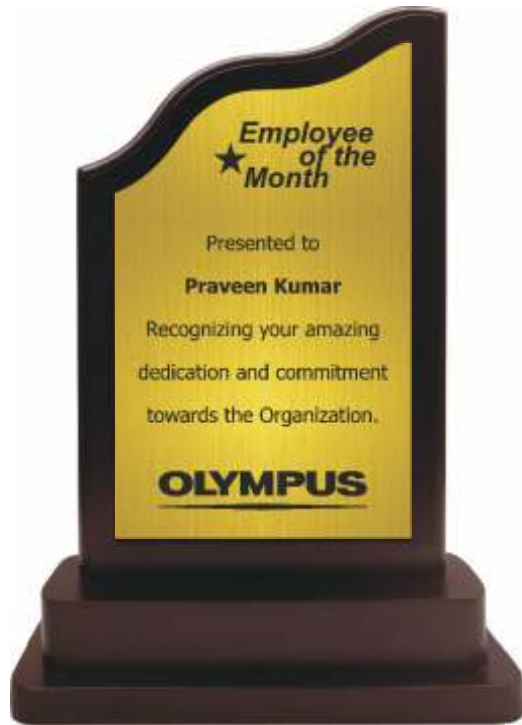 Employee
of the
Month
Presented to
Praveen Kumar
Recognizing your amazing
dedication and commitment
towards the Organization.
OLYMPUS